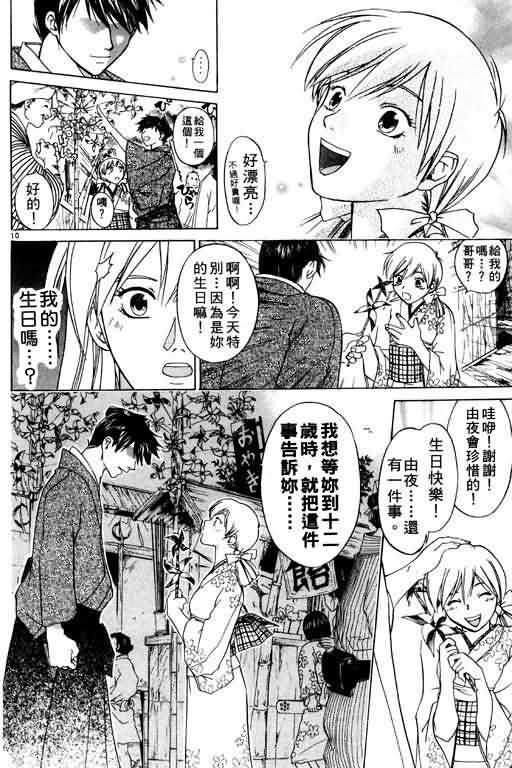 好漂亮，
不過好貴喔！
…
給我一個
這個！
咦？
好的！
10
給我的
嗎…？
哥哥？
啊啊！今天特
別…因為是妳
的生日嘛！
我的……
生日嗎
…？
哇咿！謝謝！
由夜會珍惜的！
生日快樂！
由夜……還
有一件事。
我想等妳到十二
歲時，就把這件
事告訴妳……
おやき
飴